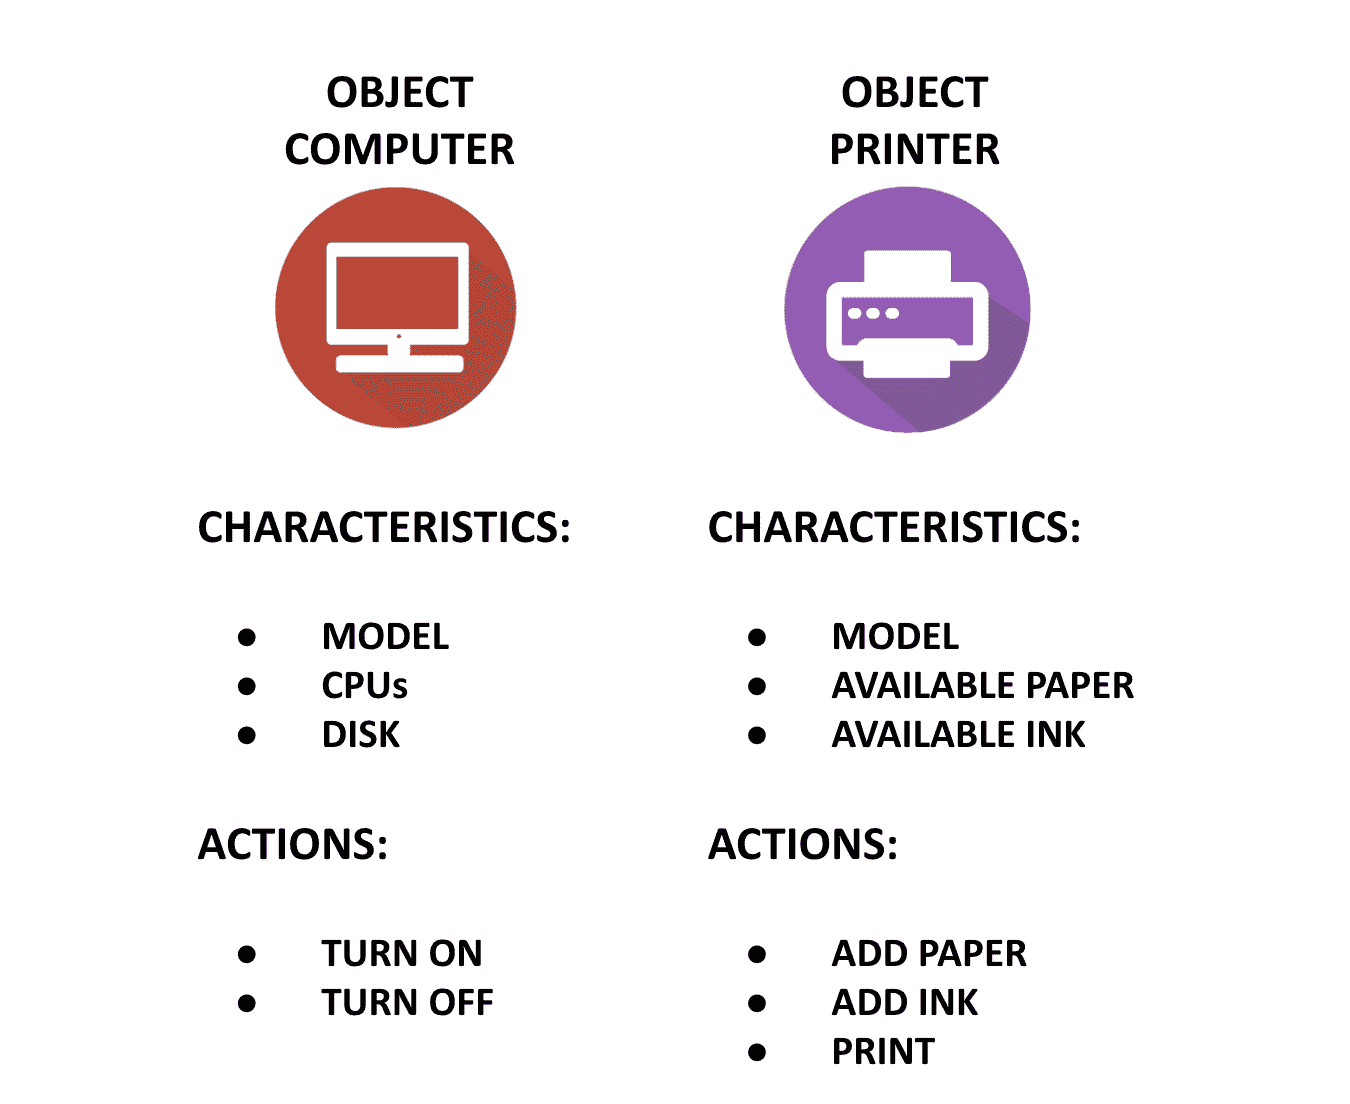 OBJECT
COMPUTER
CHARACTERISTICS:
● MODEL
● CPUs
● DISK
ACTIONS:
● TURN ON
● TURN OFF
OBJECT
PRINTER
CHARACTERISTICS:
● MODEL
● AVAILABLE PAPER
● AVAILABLE INK
ACTIONS:
● ADD PAPER
● ADD INK
● PRINT